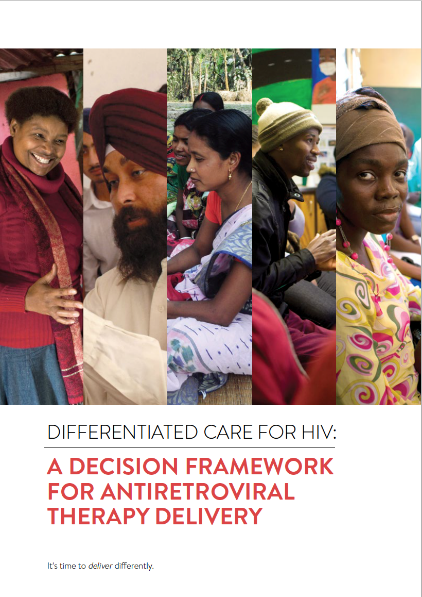 DIFFERENTIATED CARE FOR HIV:
A DECISION FRAMEWORK
FOR ANTIRETROVIRAL
THERAPY DELIVERY
It's time to deliver differently.